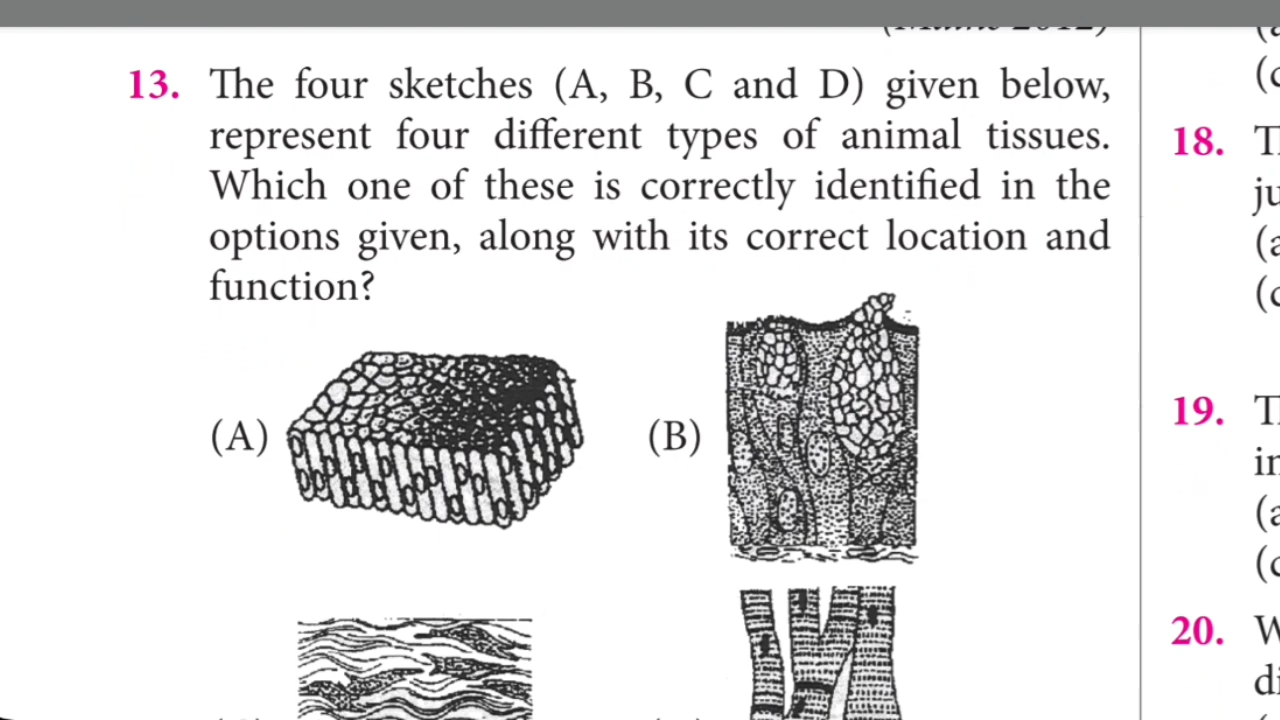 13. The four sketches (A, B, C and D) given below,
represent four different types of animal tissues.
Which one of these is correctly identified in the
options given, along with its correct location and
function?
(A)
(B)
18.
19.
20.